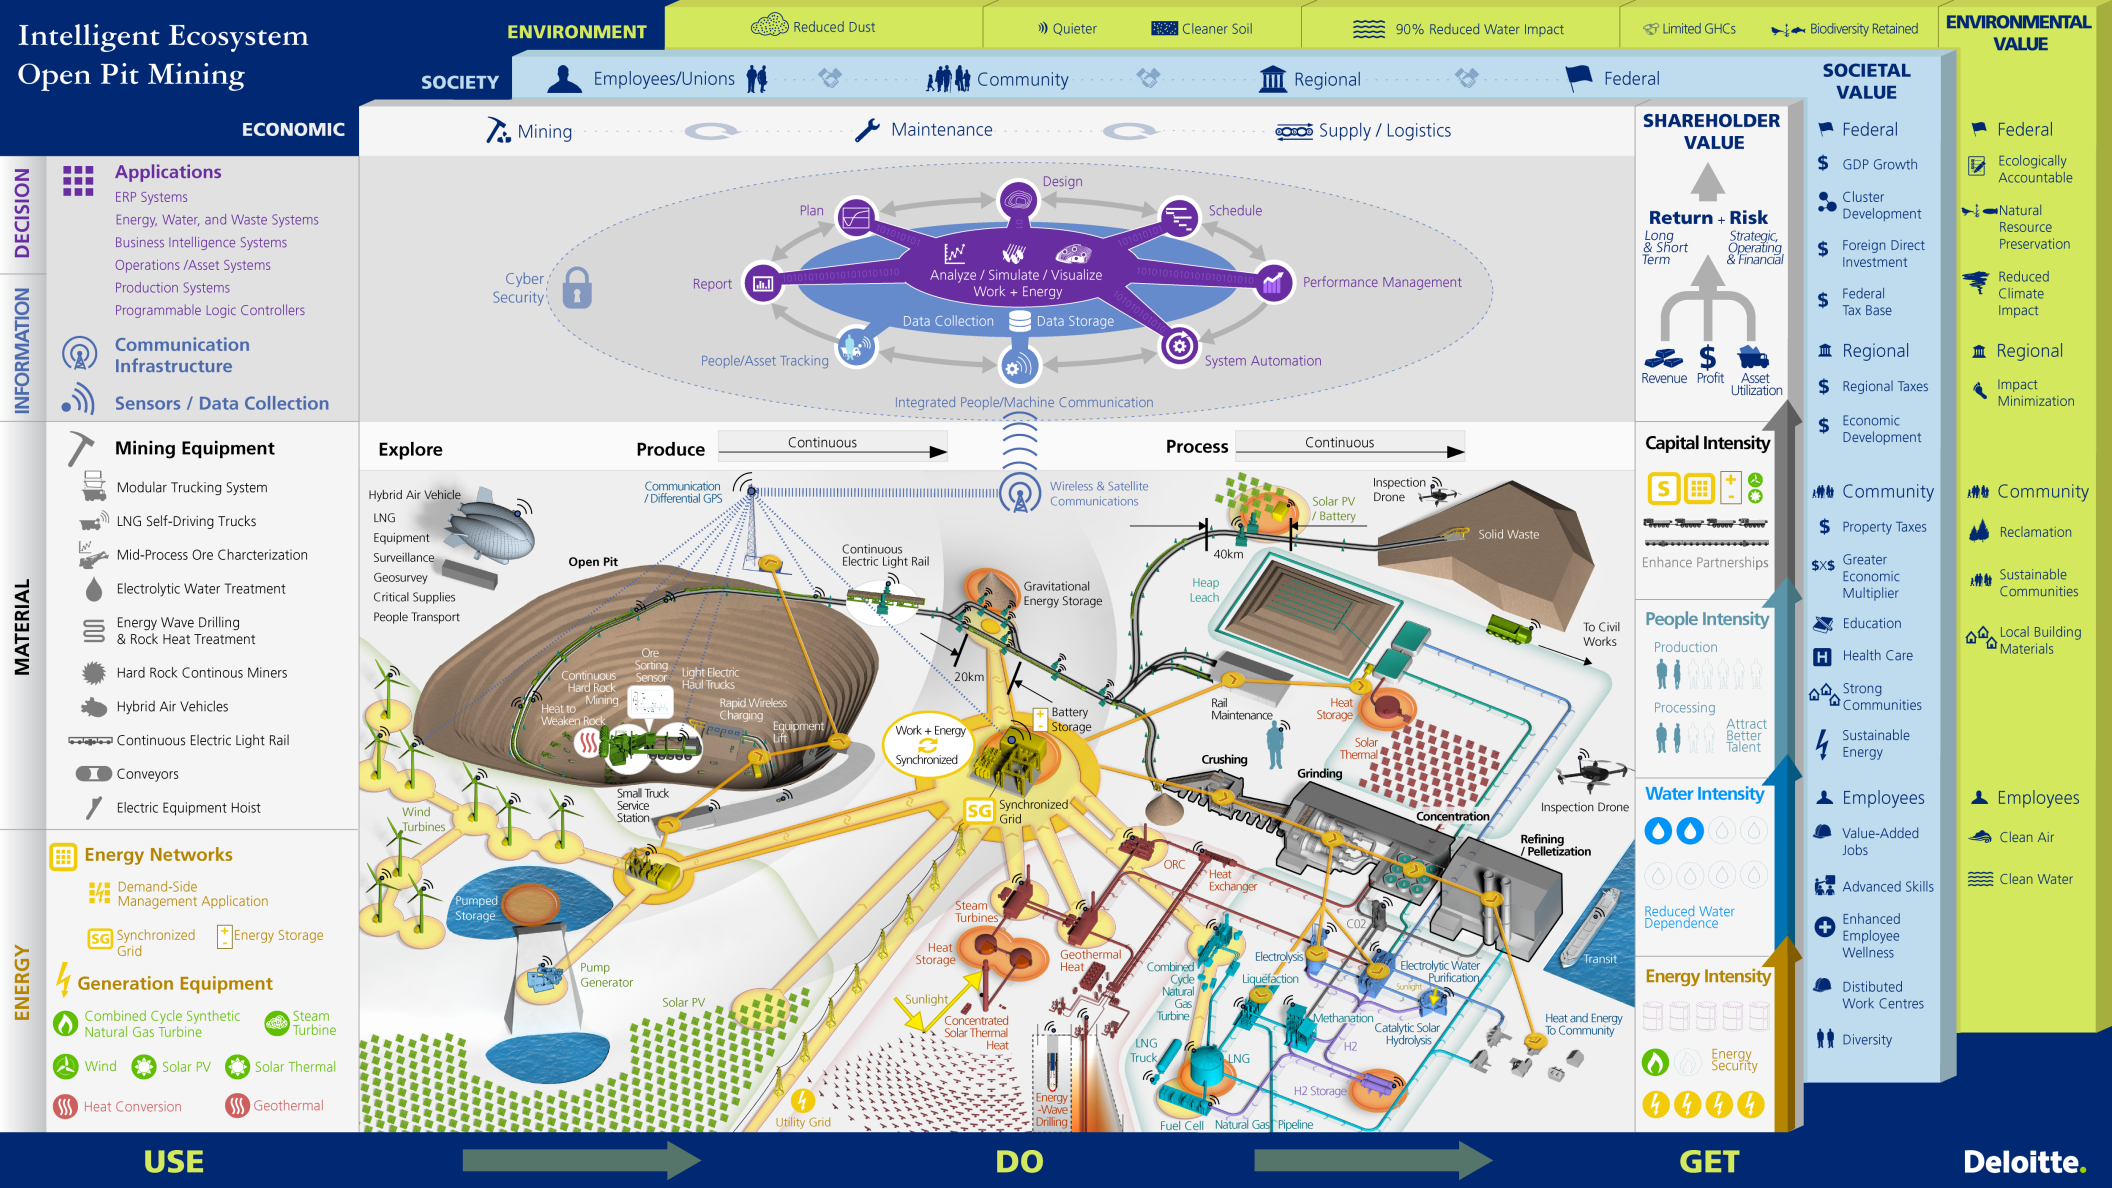 Intelligent Ecosystem
Open Pit Mining
ENVIRONMENT
Reduced Dust
Quieter
Cleaner Soil
90% Reduced Water Impact
Limited GHCs
Biodiversity Retained
ENVIRONMENTAL
VALUE
SOCIETY
Employees/Unions
Community
Regional
Federal
SOCIETAL
VALUE
ECONOMIC
Mining
Maintenance
Supply / Logistics
SHAREHOLDER
VALUE
DECISION
Applications
ERP Systems
Energy, Water, and Waste Systems
Business Intelligence Systems
Operations /Asset Systems
Production Systems
Programmable Logic Controllers
INFORMATION
Communication
Infrastructure
Sensors / Data Collection
MATERIAL
Mining Equipment
Modular Trucking System
LNG Self-Driving Trucks
Mid-Process Ore Charcterization
Electrolytic Water Treatment
Energy Wave Drilling
& Rock Heat Treatment
Hard Rock Continous Miners
Hybrid Air Vehicles
Continuous Electric Light Rail
Conveyors
Electric Equipment Hoist
ENERGY
Energy Networks
Demand-Side
Management Application
SG
Synchronized
Grid
+
-
Energy Storage
Generation Equipment
Combined Cycle Synthetic
Natural Gas Turbine
Steam
Turbine
Wind
Solar PV
Solar Thermal
Heat Conversion
Geothermal
Cyber
Security
Plan
Design
Schedule
Report
Performance Management
Analyze / Simulate / Visualize
Work + Energy
Data Collection
Data Storage
People/Asset Tracking
System Automation
Integrated People/Machine Communication
Explore
Produce
Continuous
Process
Continuous
Hybrid Air Vehicle
LNG
Equipment
Surveillance
Geosurvey
Critical Supplies
People Transport
Communication
/ Differential GPS
Wireless & Satellite
Communications
Open Pit
Continuous
Electric Light Rail
Gravitational
Energy Storage
20km
40km
Solar PV
/ Battery
Inspection
Drone
Solid Waste
Heap
Leach
To Civil
Works
Ore
Sorting
Sensor
Continuous
Hard Rock
Mining
Light Electric
Haul Trucks
Heat to
Weaken Rock
Rapid Wireless
Charging
Equipment
Lift
Small Truck
Service
Station
Wind
Turbines
Work + Energy
Synchronized
+
-
Battery
Storage
SG
Synchronized
Grid
Rail
Maintenance
Heat
Storage
Solar
Thermal
Crushing
Grinding
Concentration
Refining
/ Pelletization
Inspection Drone
Transit
Pumped
Storage
Pump
Generator
Solar PV
Utility Grid
Steam
Turbines
Heat
Storage
Sunlight
Concentrated
Solar Thermal
Heat
Geothermal
Heat
ORC
Heat
Exchanger
Energy
-Wave
Drilling
Combined
Cycle
Natural
Gas
Turbine
LNG
Truck
LNG
Fuel Cell
Natural Gas Pipeline
Electrolysis
Liquefaction
C02
Electrolytic Water
Purification
Sunlight
Methanation
Catalytic Solar
Hydrolysis
H2
H2 Storage
Heat and Energy
To Community
Return + Risk
Long
& Short
Term
Strategic,
Operating
& Financial
$
Revenue
Profit
Asset
Utilization
Capital Intensity
S
+
-
Enhance Partnerships
People Intensity
Production
Processing
Attract
Better
Talent
Water Intensity
Reduced Water
Dependence
Energy Intensity
Energy
Security
Federal
$ GDP Growth
Cluster
Development
$ Foreign Direct
Investment
$ Federal
Tax Base
Regional
$ Regional Taxes
$ Economic
Development
Community
$ Property Taxes
$X$ Greater
Economic
Multiplier
Education
H Health Care
Strong
Communities
Sustainable
Energy
Employees
Value-Added
Jobs
Advanced Skills
Enhanced
Employee
Wellness
Distibuted
Work Centres
Diversity
Federal
Ecologically
Accountable
Natural
Resource
Preservation
Reduced
Climate
Impact
Regional
Impact
Minimization
Community
Reclamation
Sustainable
Communities
Local Building
Materials
Employees
Clean Air
Clean Water
USE
DO
GET
Deloitte.